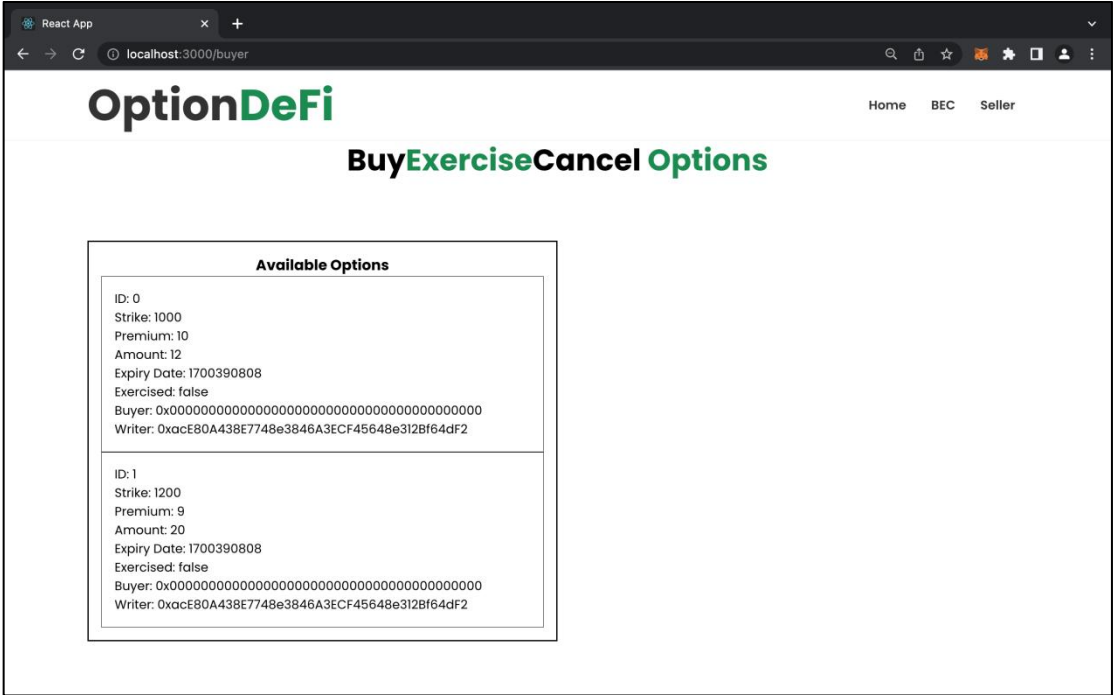 React App
localhost:3000/buyer
OptionDeFi
Home BEC Seller
BuyExerciseCancel Options
Available Options
ID: 0
Strike: 1000
Premium: 10
Amount: 12
Expiry Date: 1700390808
Exercised: false
Buyer: 0x0000000000000000000000000000000000000000
Writer: 0xacE80A438E7748e3846A3ECF45648e312Bf64dF2
ID: 1
Strike: 1200
Premium: 9
Amount: 20
Expiry Date: 1700390808
Exercised: false
Buyer: 0x0000000000000000000000000000000000000000
Writer: 0xacE80A438E7748e3846A3ECF45648e312Bf64dF2